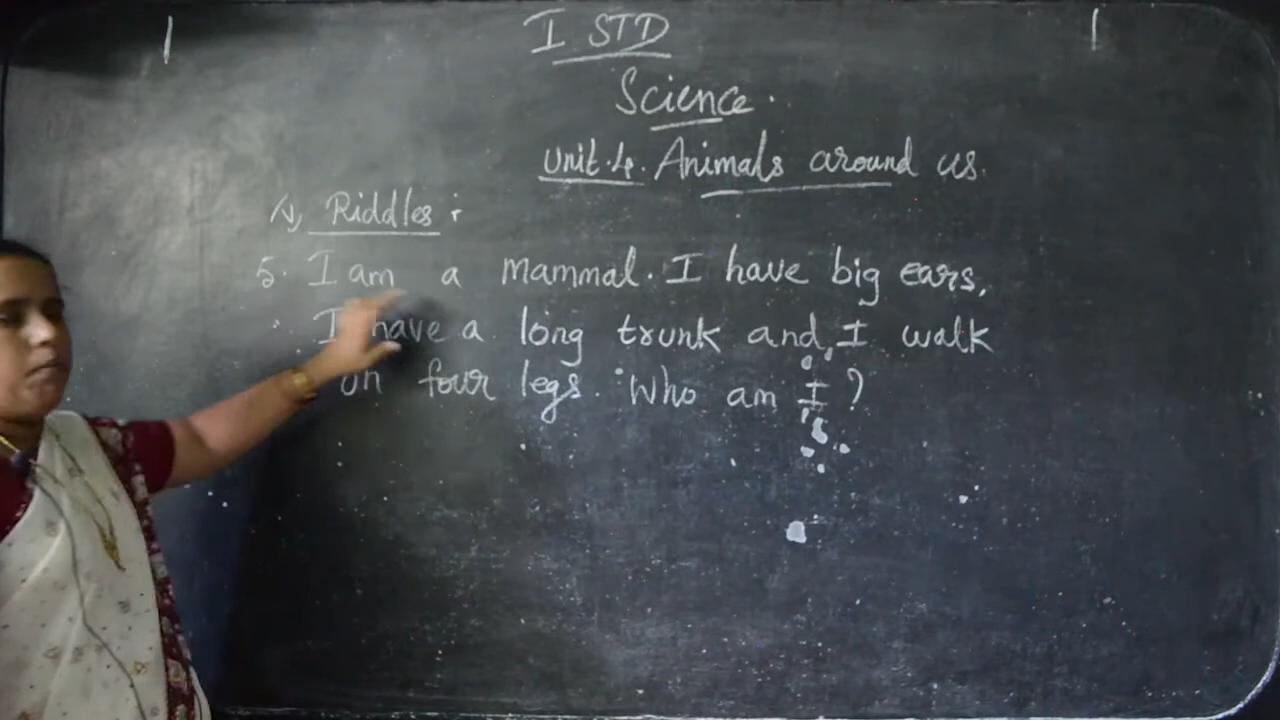 I STD
Science.
Unit.4. Animals around us.
Riddles:
5. I am a mammal. I have big ears,
I have a long trunk and I walk
on four legs. Who am I ?